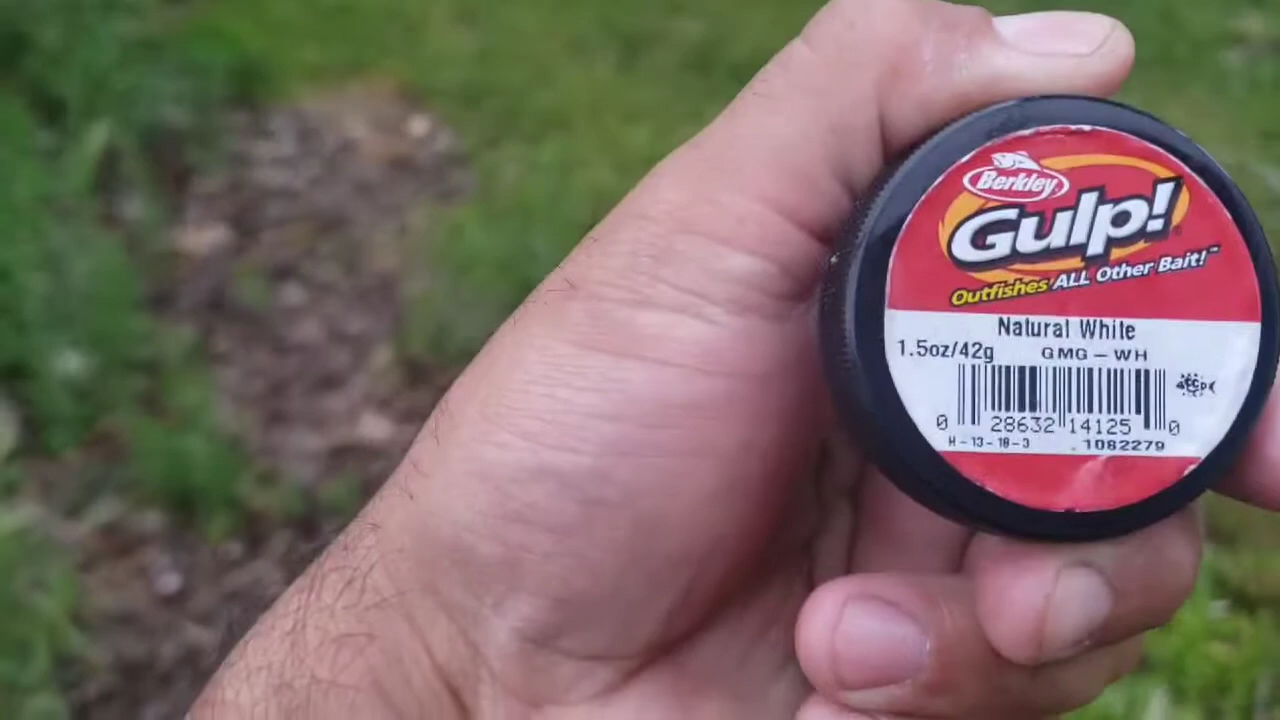 Berkley
Gulp!
Outfishes ALL Other Bait!™
Natural White
1.5oz/42g GMG-WH
0 28632 14125 0
H-13-18-3 1082279